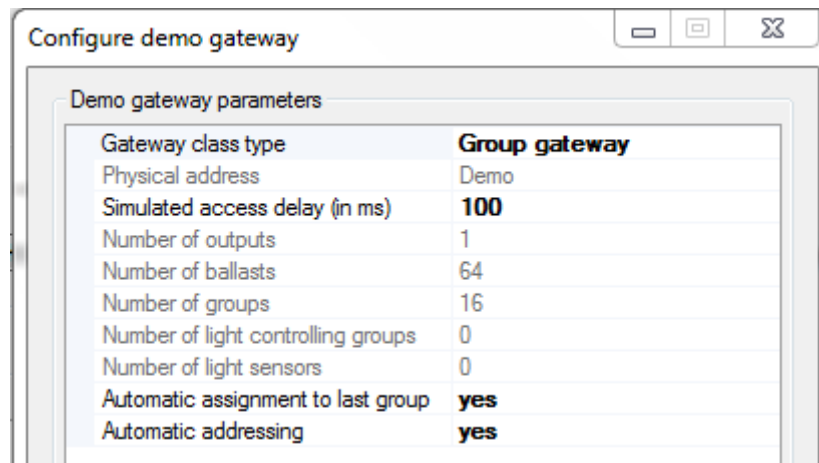 Configure demo gateway
Demo gateway parameters
Gateway class type Group gateway
Physical address Demo
Simulated access delay (in ms) 100
Number of outputs 1
Number of ballasts 64
Number of groups 16
Number of light controlling groups 0
Number of light sensors 0
Automatic assignment to last group yes
Automatic addressing yes